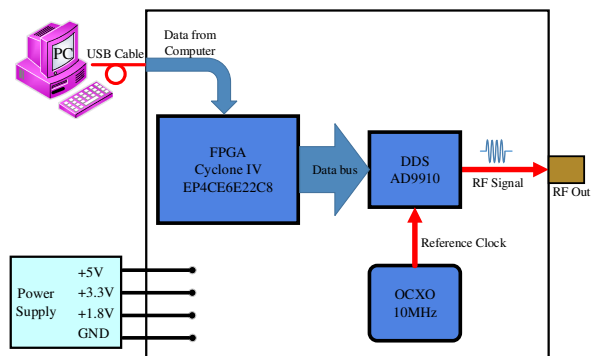 PC
USB Cable
Data from
Computer
FPGA
Cyclone IV
EP4CE6E22C8
Data bus
DDS
AD9910
RF Signal
RF Out
Reference Clock
OCXO
10MHz
Power
Supply
+5V
+3.3V
+1.8V
GND